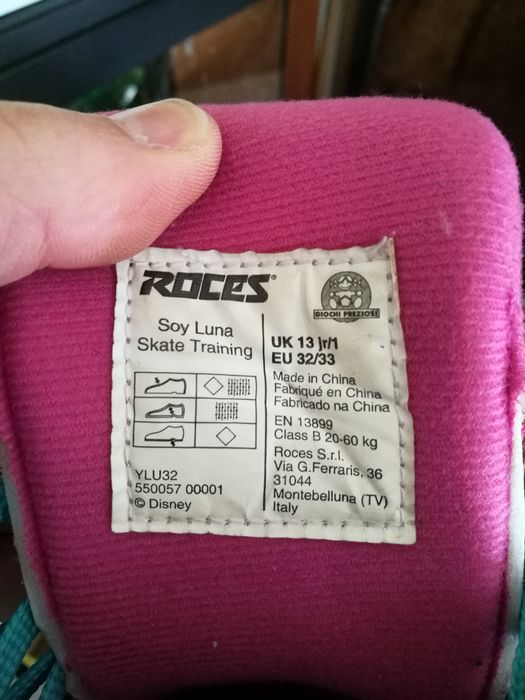 ROCES®
GIOCHI PREZIOSI
Soy Luna
Skate Training
YLU32
550057 00001
© Disney
UK 13 jr/1
EU 32/33
Made in China
Fabriqué en China
Fabricado na China
EN 13899
Class B 20-60 kg
Roces S.r.l.
Via G.Ferraris, 36
31044
Montebelluna (TV)
Italy